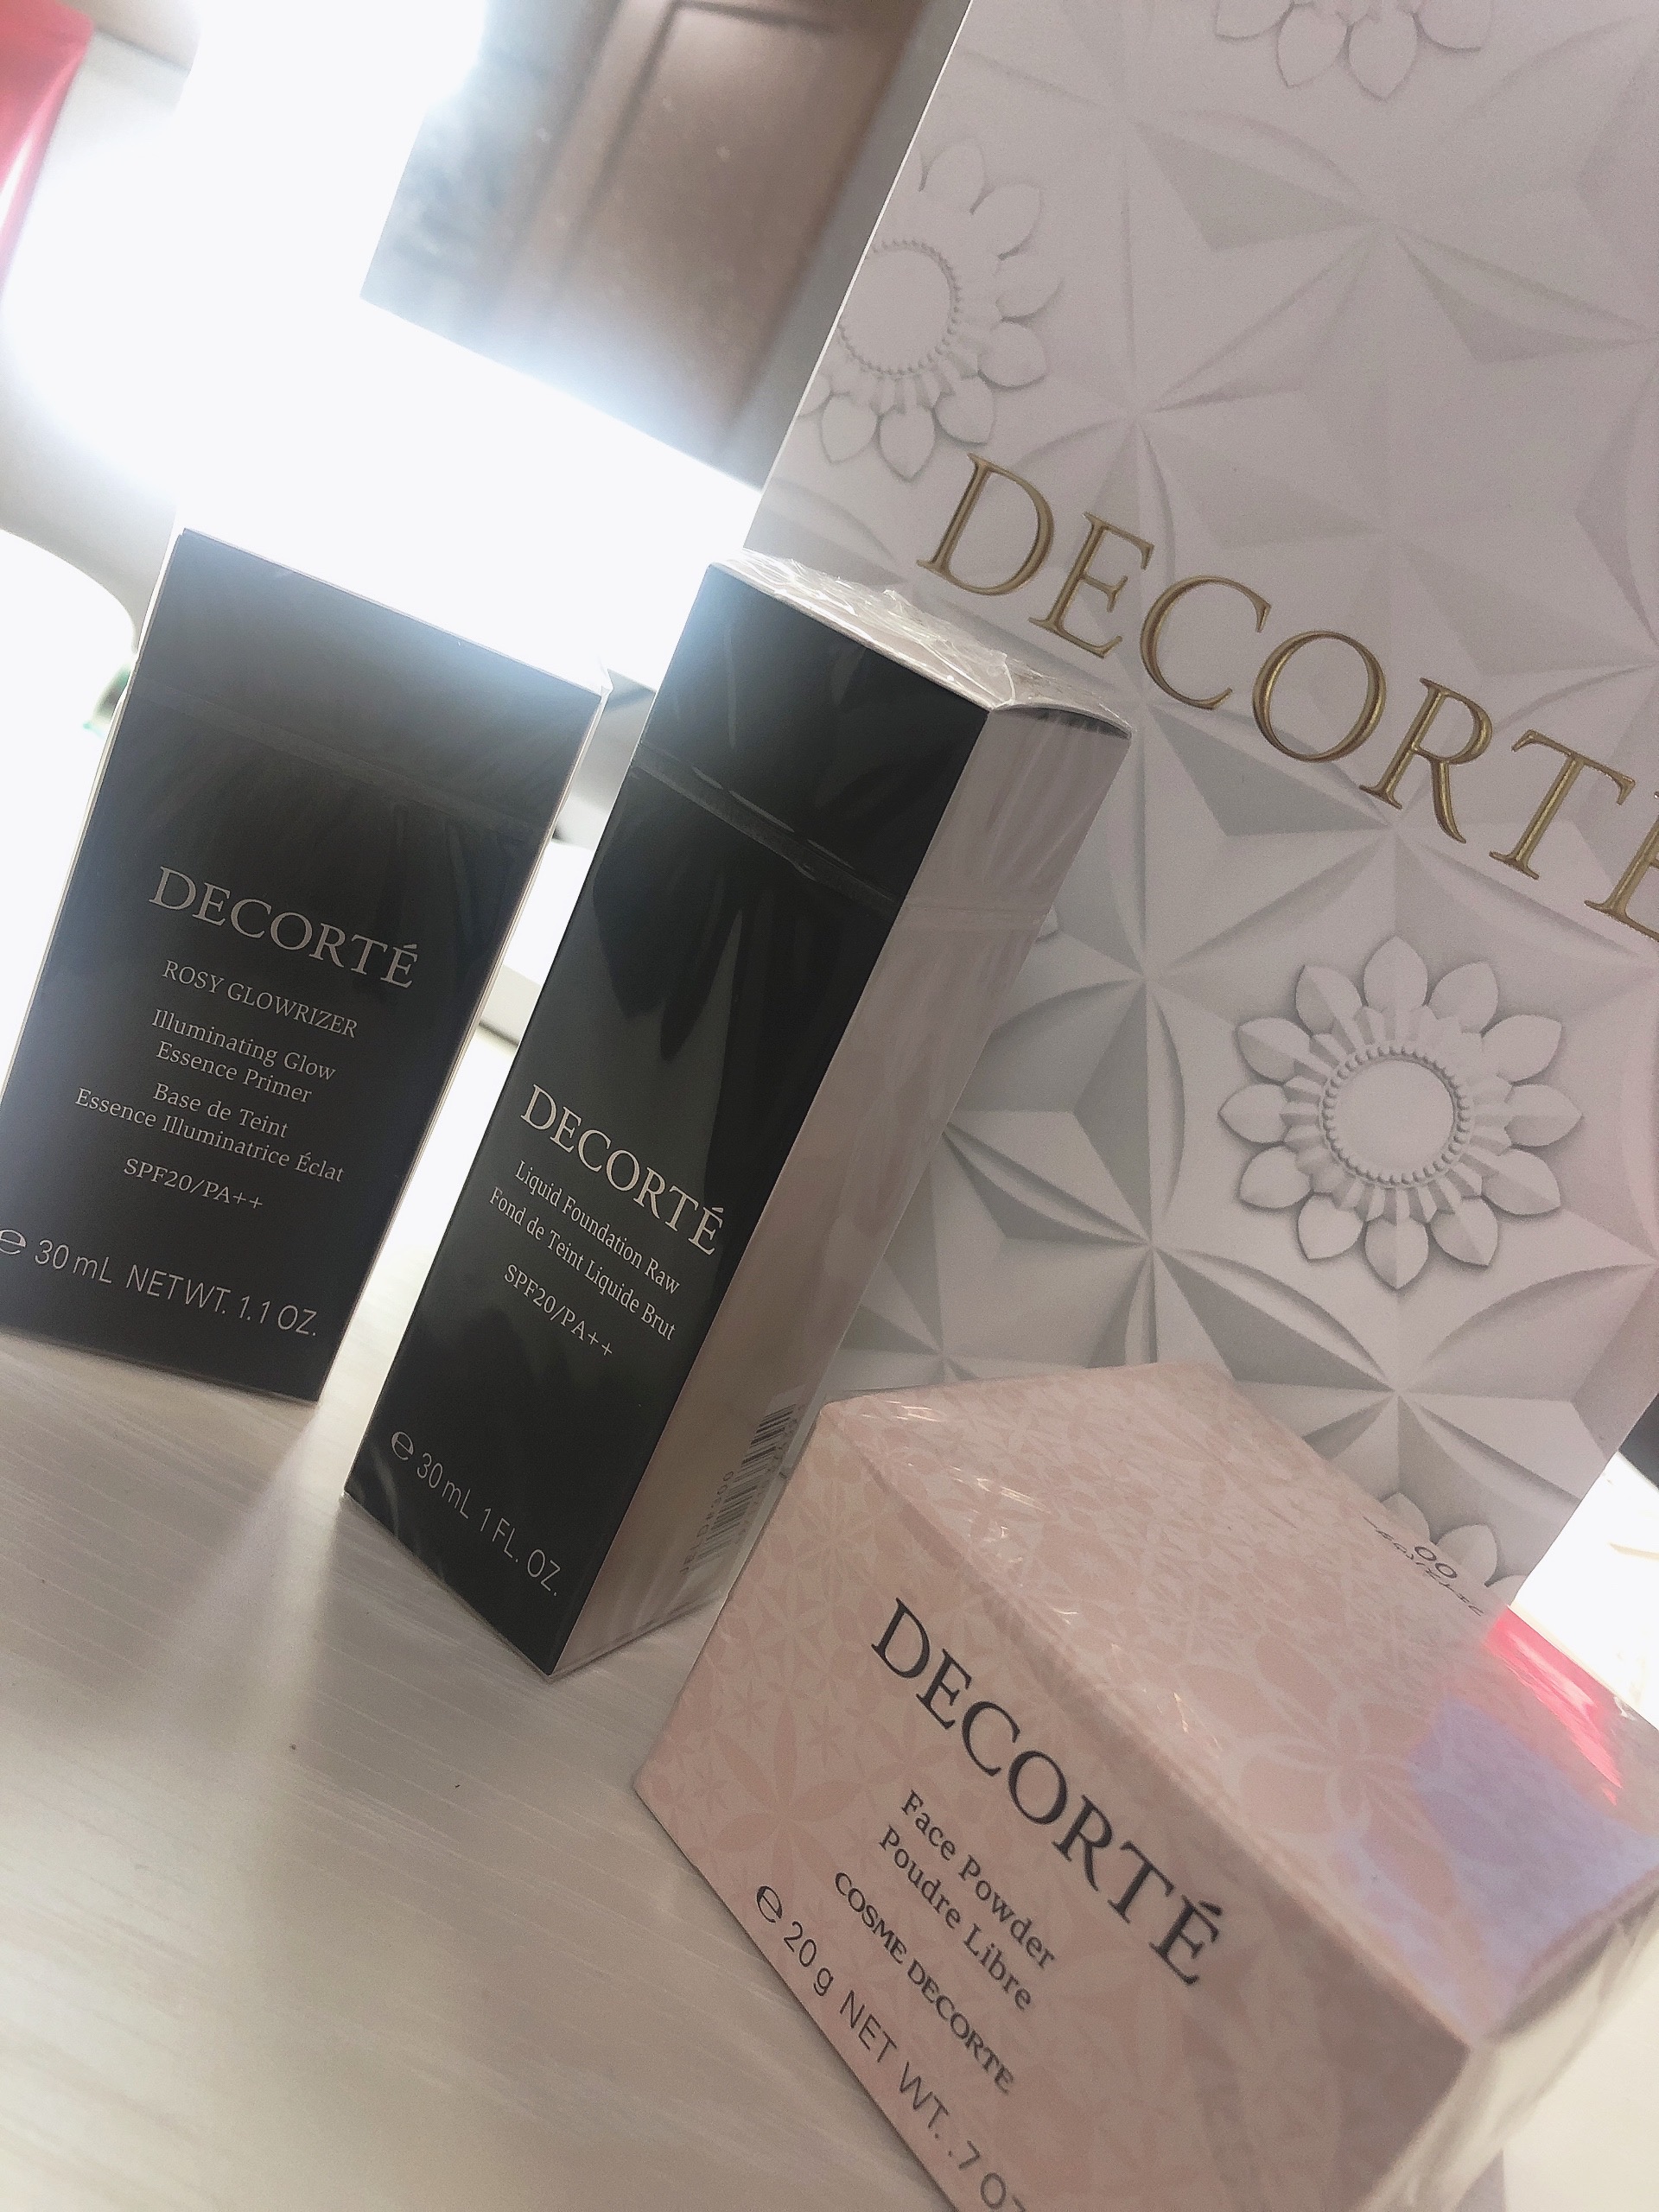 DECORTÉ
ROSY GLOWRIZER
Illuminating Glow
Essence Primer
Base de Teint
Essence Illuminatrice Éclat
SPF20/PA++
℮ 30 mL NET WT. 1.1 OZ.
DECORTÉ
Liquid Foundation Raw
Fond de Teint Liquide Brut
SPF20/PA++
℮ 30 mL 1 FL. OZ.
DECORTE
00
DECORTÉ
Face Powder
Poudre Libre
COSME DECORTE
℮ 20 g NET WT. .7 OZ